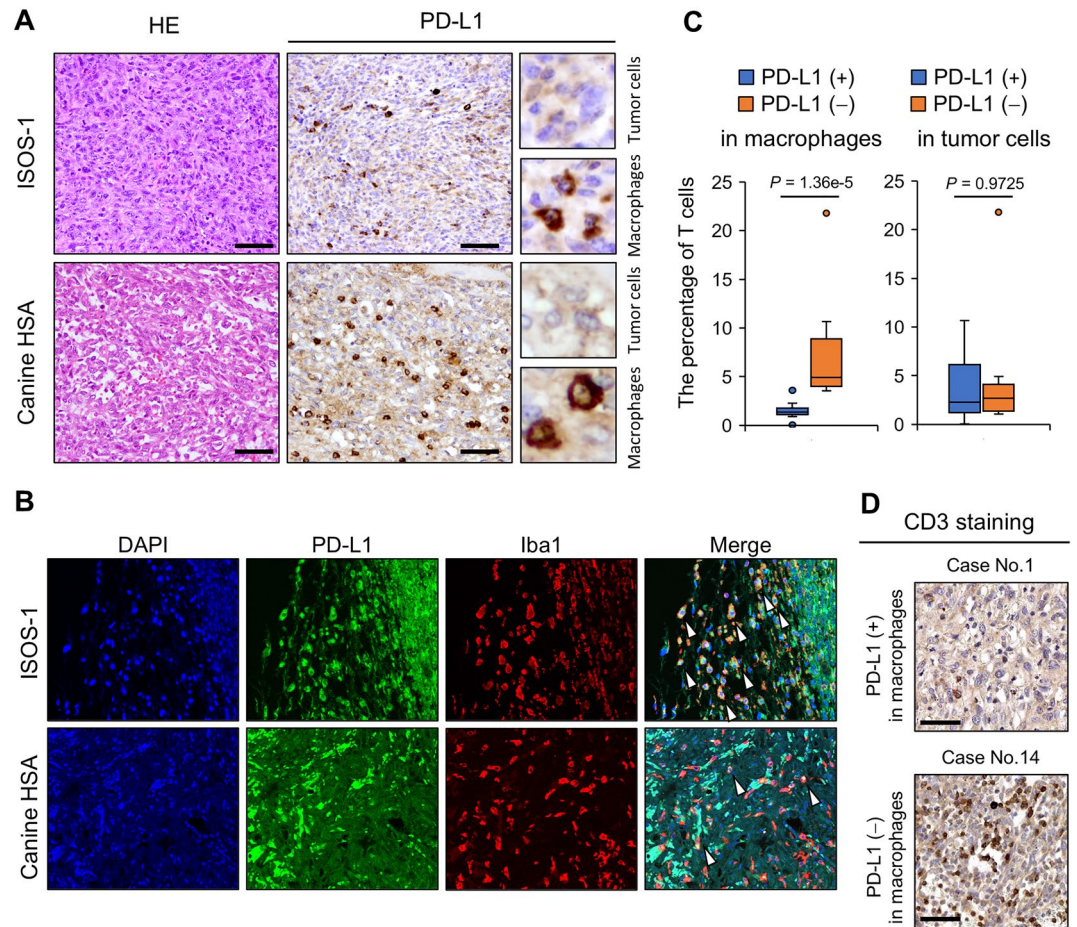 A
HE
PD-L1
ISOS-1
Tumor cells
Macrophages
Canine HSA
Tumor cells
Macrophages
B
DAPI
PD-L1
Iba1
Merge
ISOS-1
Canine HSA
C
PD-L1 (+)
PD-L1 (−)
in macrophages
PD-L1 (+)
PD-L1 (−)
in tumor cells
The percentage of T cells
P = 1.36e-5
25
20
15
10
5
0
P = 0.9725
25
20
15
10
5
0
D
CD3 staining
Case No.1
PD-L1 (+)
in macrophages
Case No.14
PD-L1 (−)
in macrophages